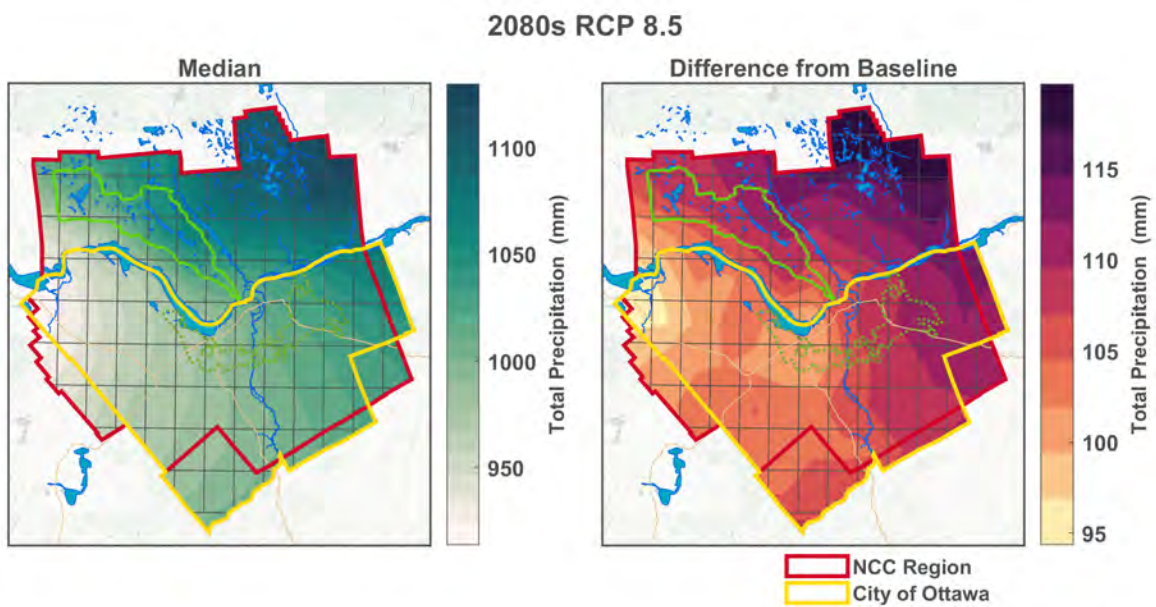 2080s RCP 8.5
Median
Difference from Baseline
1100
1050
1000
950
Total Precipitation (mm)
115
110
105
100
95
Total Precipitation (mm)
NCC Region
City of Ottawa